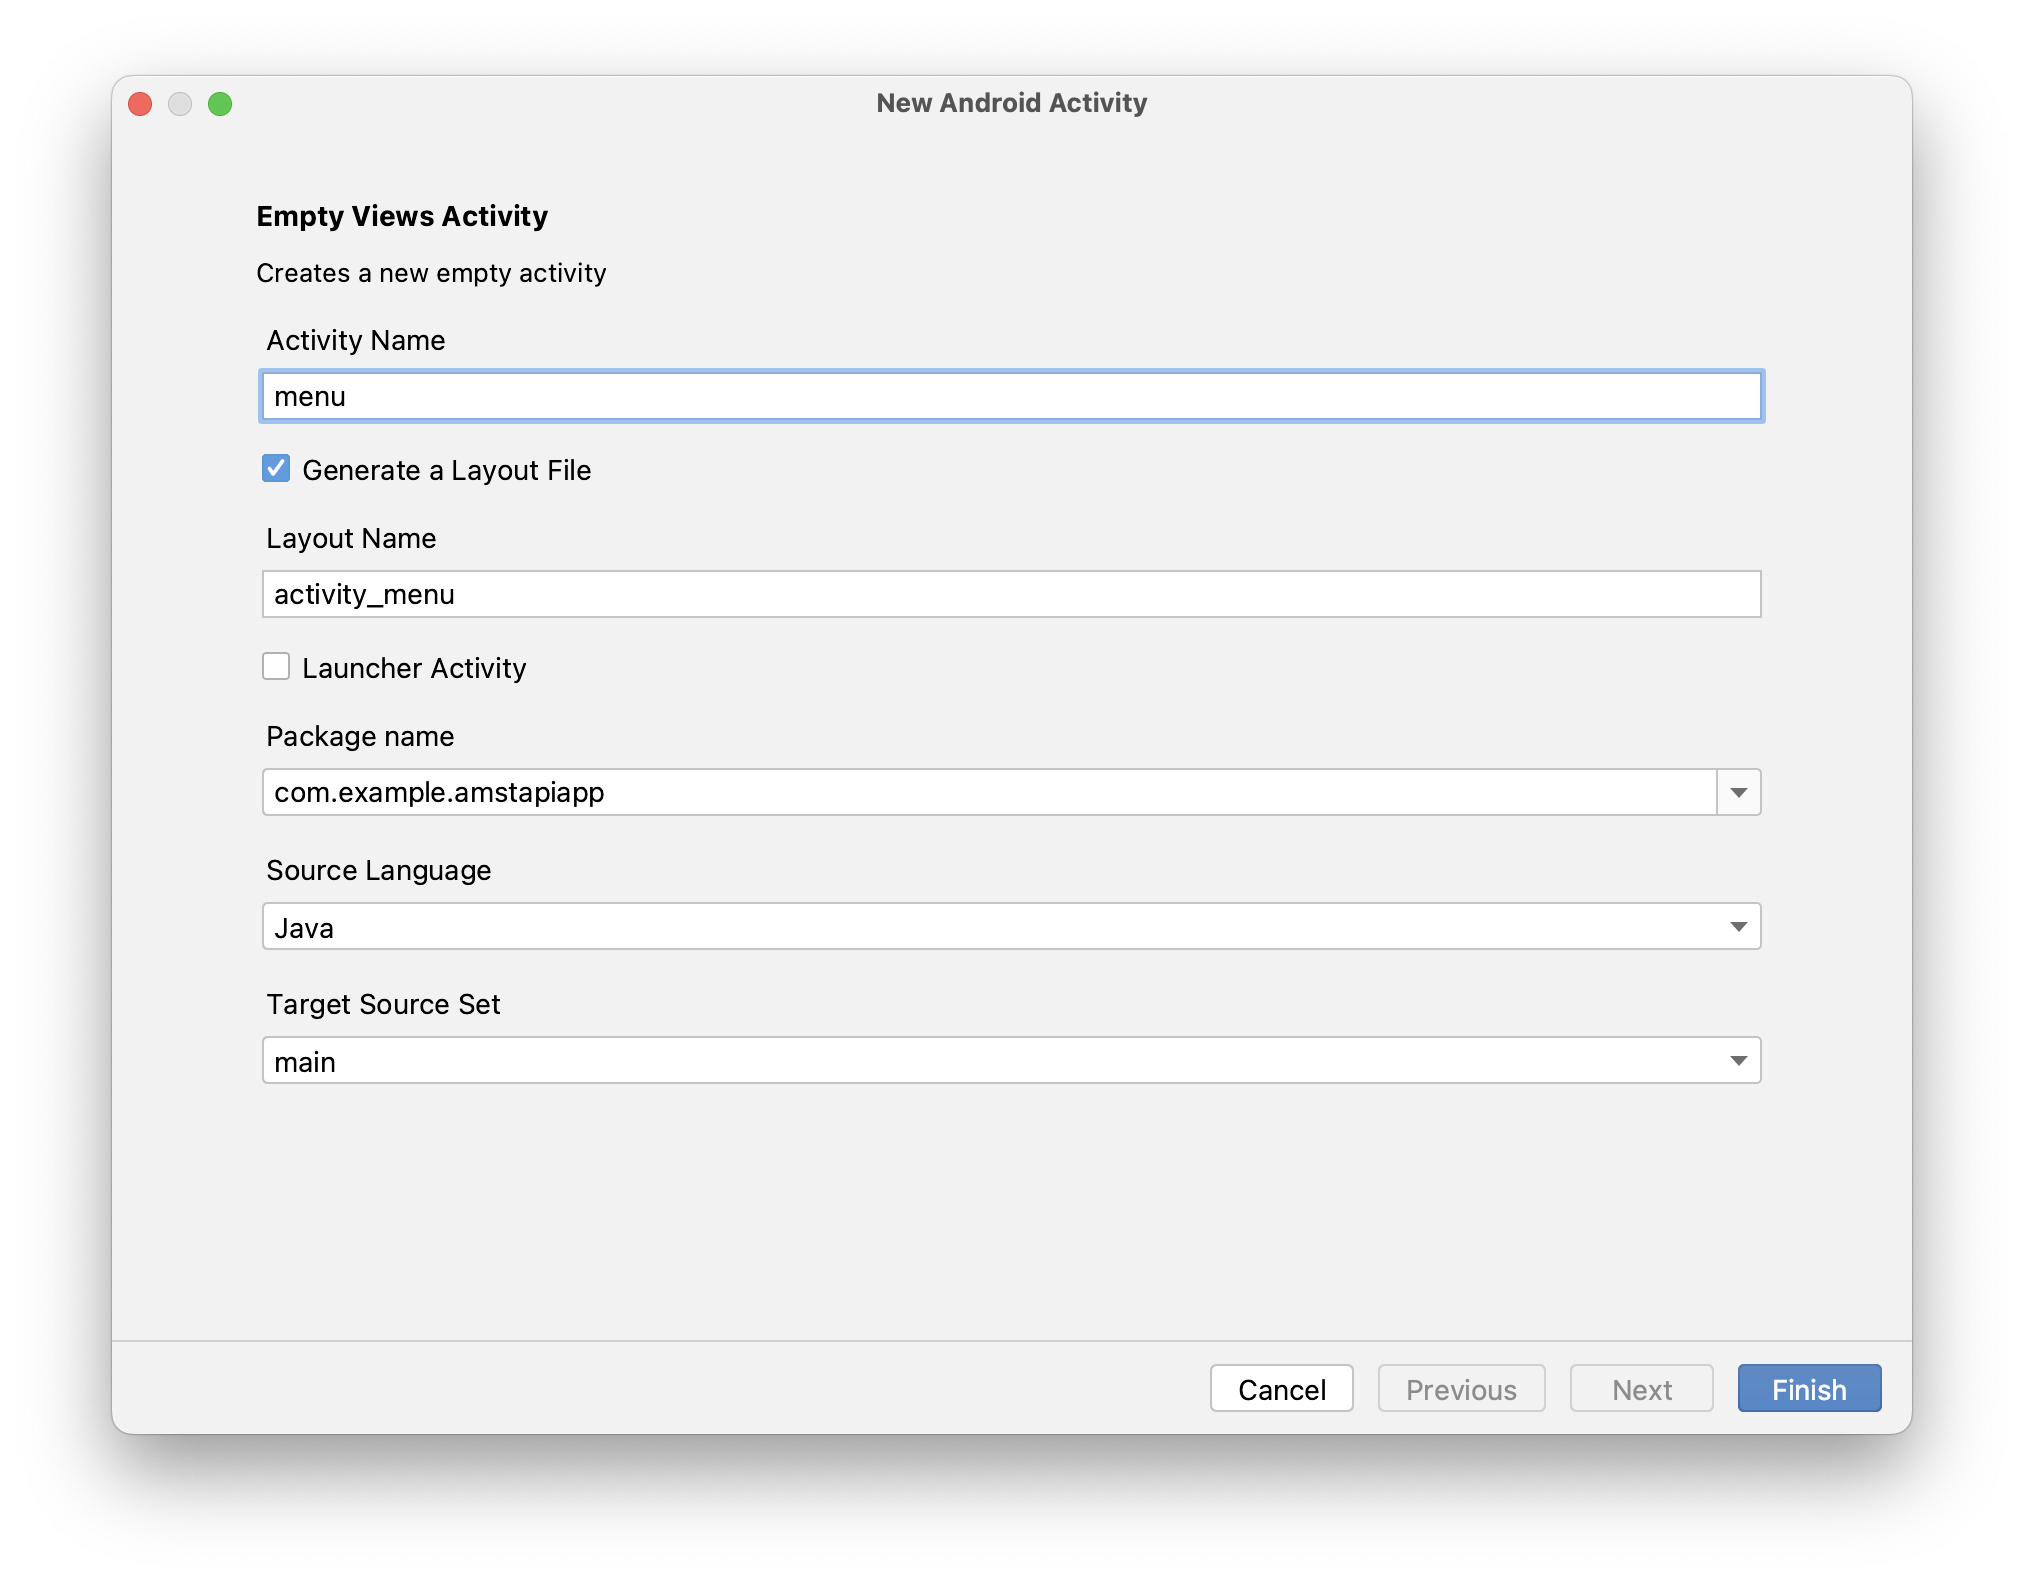 New Android Activity
Empty Views Activity
Creates a new empty activity
Activity Name
menu
Generate a Layout File
Layout Name
activity_menu
Launcher Activity
Package name
com.example.amstapiapp
Source Language
Java
Target Source Set
main
Cancel Previous Next Finish